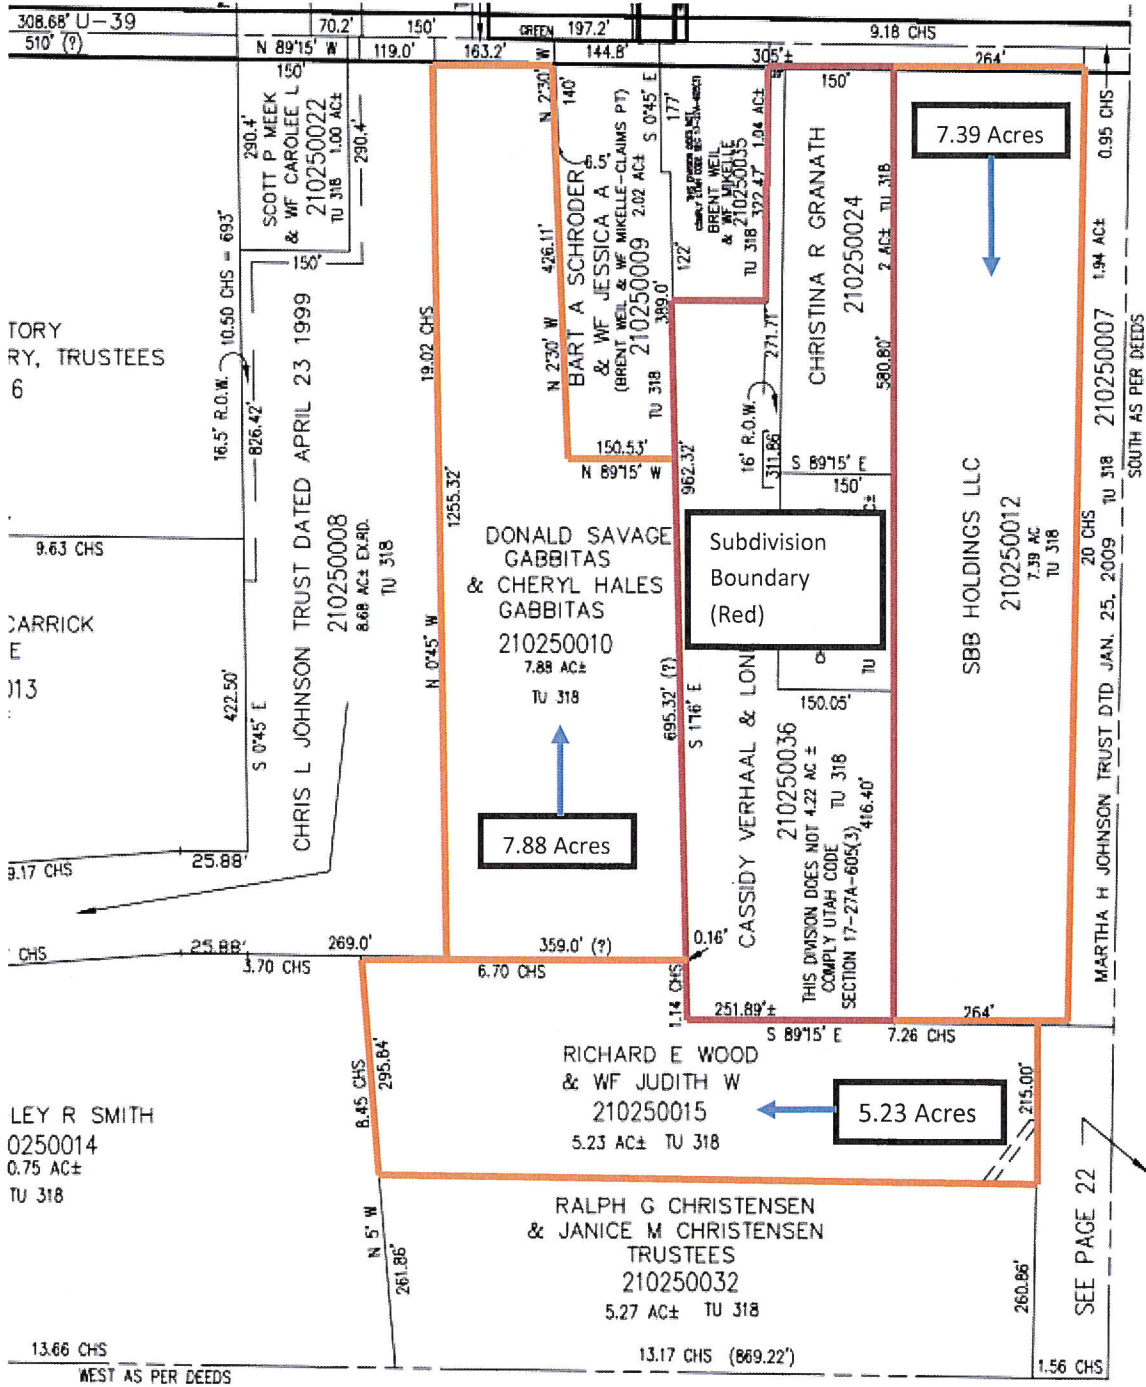 308.68' U-39
70.2'
150'
GREEN 197.2'
9.18 CHS
510' (?)
N 89°15' W
119.0'
163.2'
144.8'
305'±
264'
150'
150'
SCOTT P MEEK
& WF CAROLEE L
210250022
TU 318 1.00 AC±
290.4'
290.4'
150'
N 2°30' W
140'
6.5'
S 0°45' E
177'
122'
BRENT WEIL
& WF MIKELLE
210250035
TU 318 322.47' 1.04 AC±
CHRISTINA R GRANATH
210250024
2 AC± TU 318
580.80'
7.39 Acres
0.95 CHS
1.94 AC±
10.50 CHS = 693'
16.5' R.O.W.
826.42'
TORY
RY, TRUSTEES
6
19.02 CHS
1255.32'
N 0°45' W
426.11'
N 2°30' W
BART A SCHRODER
& WF JESSICA A
(BRENT WEIL & WF MIKELLE-CLAIMS PT)
210250009 2.02 AC±
TU 318
389.0'
150.53'
N 89°15' W
962.32'
271.71'
16' R.O.W.
311.86'
S 89°15' E
150'
9.63 CHS
CHRIS L JOHNSON TRUST DATED APRIL 23 1999
210250008
8.68 AC± EX.RD.
TU 318
DONALD SAVAGE
GABBITAS
& CHERYL HALES
GABBITAS
210250010
7.88 AC±
TU 318
Subdivision
Boundary
(Red)
SBB HOLDINGS LLC
210250012
7.39 AC
TU 318
20 CHS
MARTHA H JOHNSON TRUST DTD JAN. 25, 2009 TU 318 210250007
SOUTH AS PER DEEDS
CARRICK
E
013
422.50'
S 0°45' E
695.32' (?)
S 1°16' E
150.05'
TU
CASSIDY VERHAAL & LON
210250036
THIS DIVISION DOES NOT 4.22 AC ±
COMPLY UTAH CODE TU 318
SECTION 17-27A-605(3)
416.40'
7.88 Acres
9.17 CHS
25.88'
CHS
25.88'
269.0'
3.70 CHS
359.0' (?)
6.70 CHS
0.16'
1.14 CHS
251.89'±
264'
S 89°15' E
7.26 CHS
8.45 CHS
295.84'
RICHARD E WOOD
& WF JUDITH W
210250015
5.23 AC± TU 318
5.23 Acres
215.00'
LEY R SMITH
0250014
0.75 AC±
TU 318
N 5° W
261.86'
RALPH G CHRISTENSEN
& JANICE M CHRISTENSEN
TRUSTEES
210250032
5.27 AC± TU 318
260.86'
SEE PAGE 22
13.66 CHS
WEST AS PER DEEDS
13.17 CHS (869.22')
1.56 CHS